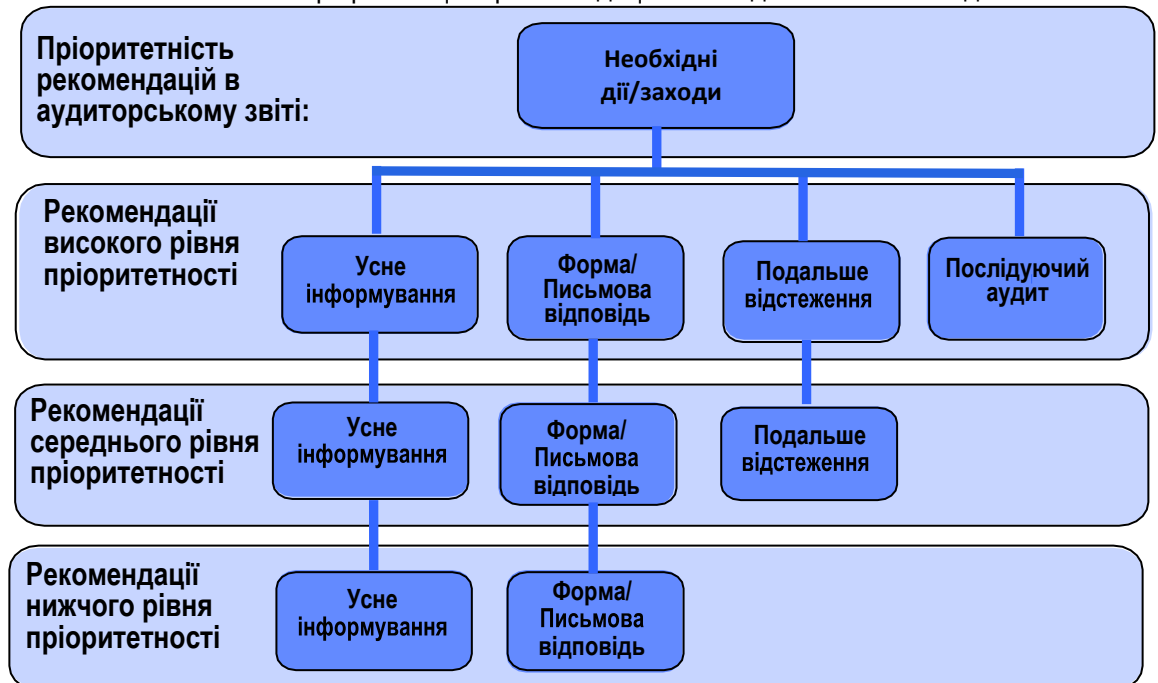 Пріоритетність
рекомендацій в
аудиторському звіті:
Необхідні
дії/заходи
Рекомендації
високого рівня
пріоритетності
Усне
інформування
Форма/
Письмова
відповідь
Подальше
відстеження
Послідуючий
аудит
Рекомендації
середнього рівня
пріоритетності
Усне
інформування
Форма/
Письмова
відповідь
Подальше
відстеження
Рекомендації
нижчого рівня
пріоритетності
Усне
інформування
Форма/
Письмова
відповідь